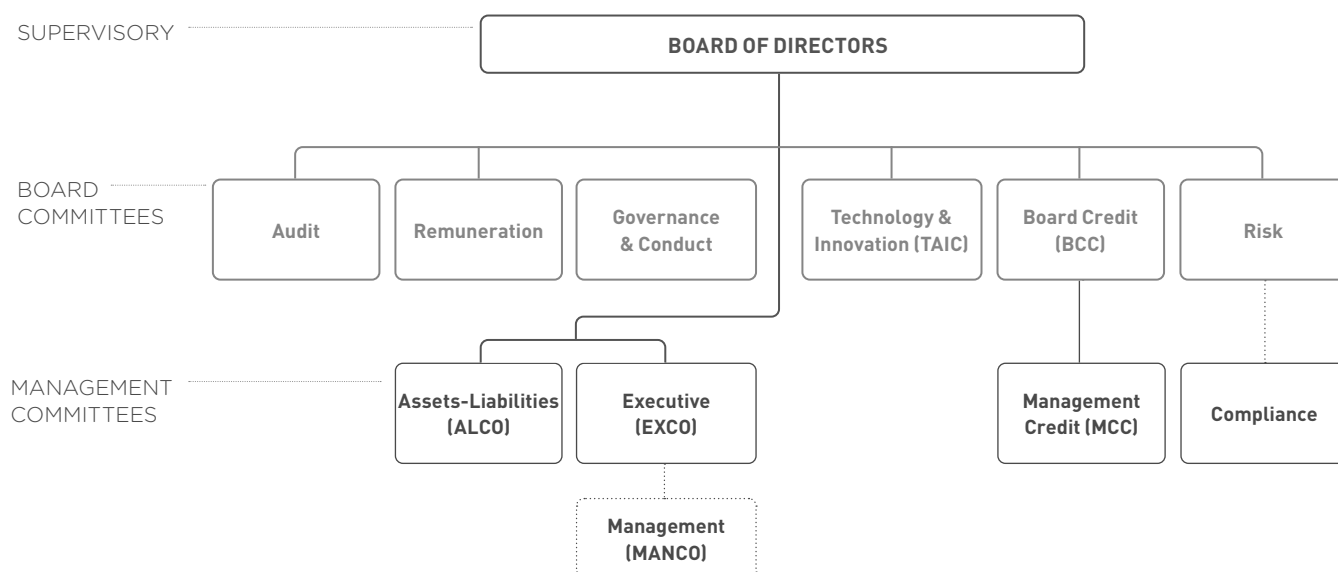 SUPERVISORY
BOARD OF DIRECTORS
BOARD
COMMITTEES
Audit
Remuneration
Governance
& Conduct
Technology &
Innovation (TAIC)
Board Credit
(BCC)
Risk
MANAGEMENT
COMMITTEES
Assets-Liabilities
(ALCO)
Executive
(EXCO)
Management
Credit (MCC)
Compliance
Management
(MANCO)